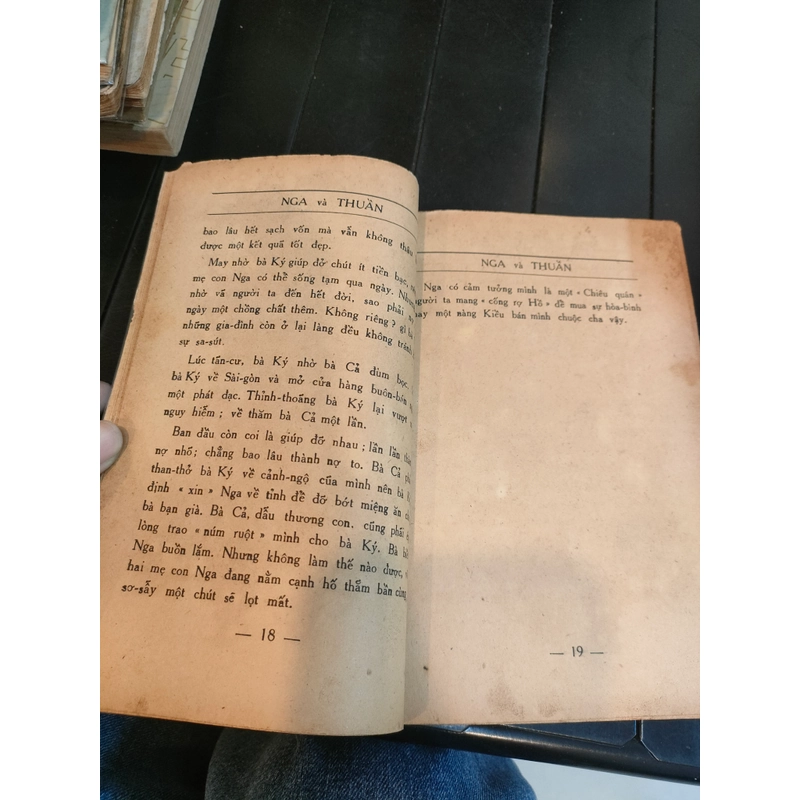 NGA và THUẦN
bao lâu hết sạch vốn mà vẫn không thâu
được một kết quả tốt đẹp.
May nhờ bà Ký giúp đỡ chút ít tiền bạc,
mẹ con Nga có thể sống tạm qua ngày.
nhờ vã người ta đến hết đời, sao phải
ngày một chồng chất thêm. Không riêng? gì
những gia-đình còn ở lại làng đều không tránh
sự sa-sút.
Lúc tản-cư, bà Ký nhờ bà Cả đùm bọc,
bà Ký về Sài-gòn và mở cửa hàng buôn-bán
một phát đạc. Thỉnh-thoảng bà Ký lại vượt
nguy hiểm; về thăm bà Cả một lần.
Ban đầu còn coi là giúp đỡ nhau; lần lần
nợ nhỏ; chẳng bao lâu thành nợ to. Bà Cả
than-thở bà Ký về cảnh-ngộ của mình nên bà
định « xin » Nga về tỉnh để đỡ bớt miệng ăn
bà bạn già. Bà Cả, dầu thương con, cũng phải
lòng trao « núm ruột » mình cho bà Ký. Bà
Nga buồn lắm. Nhưng không làm thế nào được,
hai mẹ con Nga đang nằm cạnh hố thẳm bần cùng
sơ-sẩy một chút sẽ lọt mất.
— 18 —
NGA và THUẦN
Nga có cảm tưởng mình là một « Chiêu quân »
người ta mang « cống rợ Hồ » để mua sự hòa-bình
hay một nàng Kiều bán mình chuộc cha vậy.
— 19 —